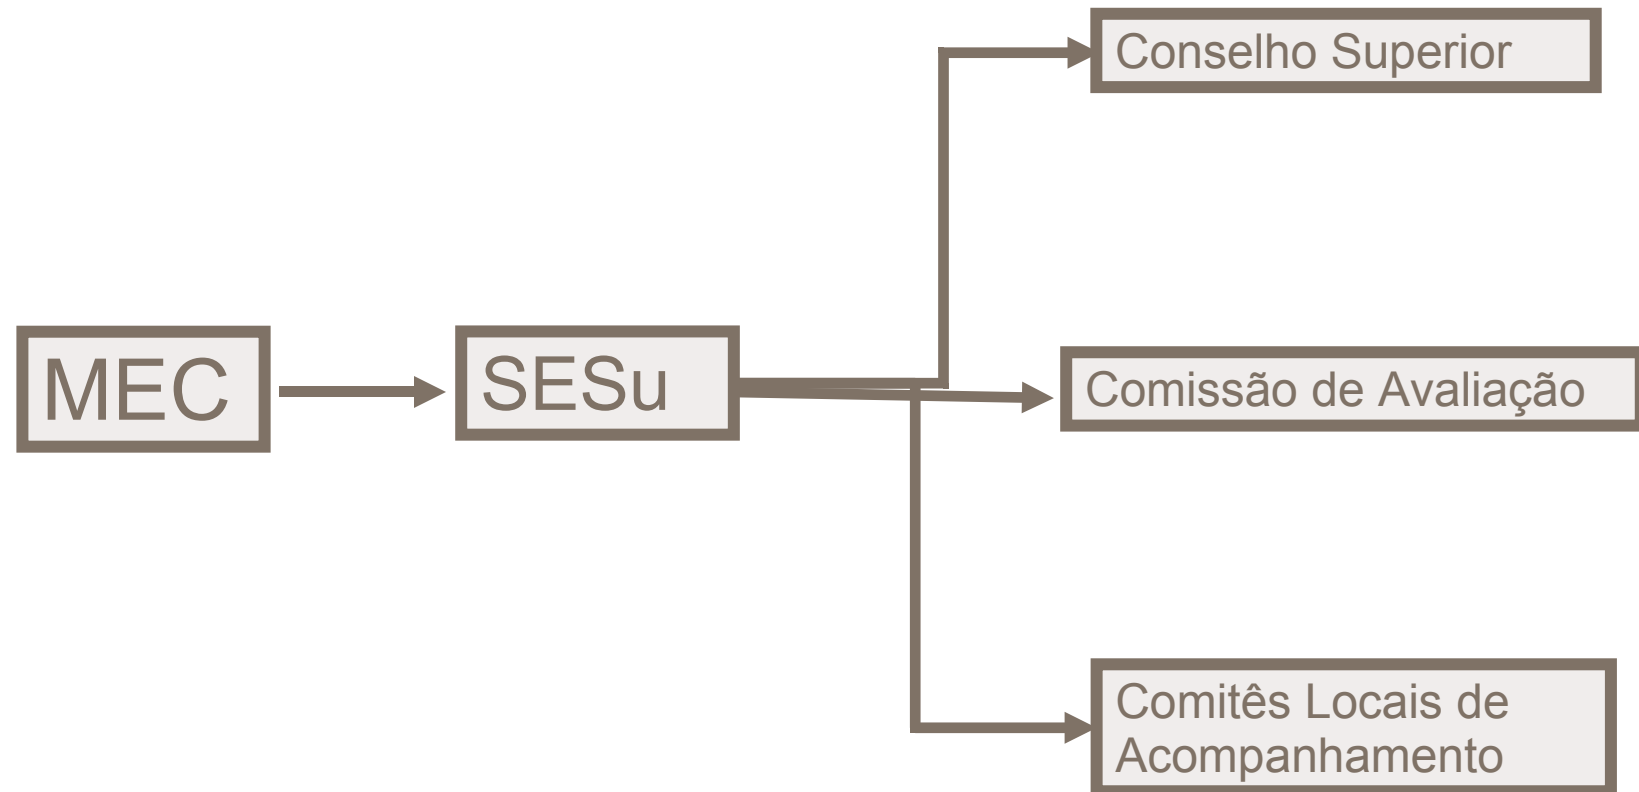 MEC
SESu
Conselho Superior
Comissão de Avaliação
Comitês Locais de
Acompanhamento